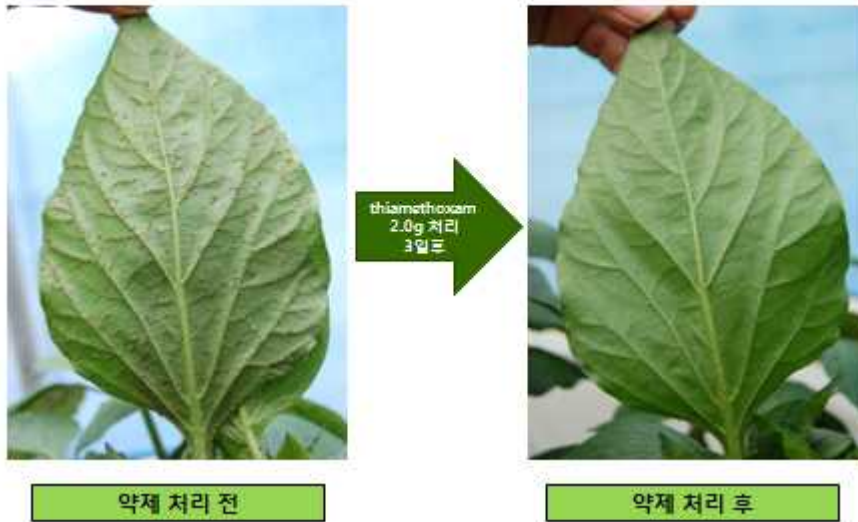 thiamethoxam
2.0g 처리
3일후
약제 처리 전
약제 처리 후